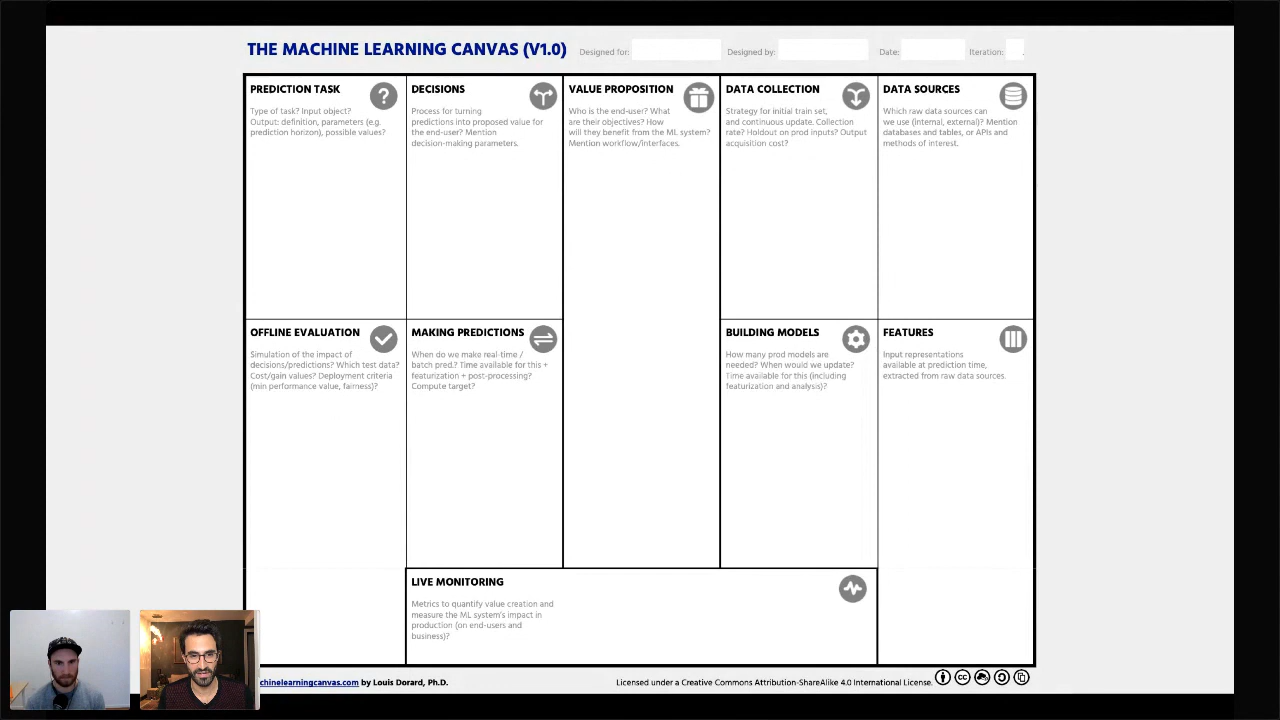 THE MACHINE LEARNING CANVAS (V1.0)
Designed for:
Designed by:
Date:
Iteration:
.
PREDICTION TASK
Type of task? Input object?
Output: definition, parameters (e.g.
prediction horizon), possible values?
DECISIONS
Process for turning
predictions into proposed value for
the end-user? Mention
decision-making parameters.
VALUE PROPOSITION
Who is the end-user? What
are their objectives? How
will they benefit from the ML system?
Mention workflow/interfaces.
DATA COLLECTION
Strategy for initial train set,
and continuous update. Collection
rate? Holdout on prod inputs? Output
acquisition cost?
DATA SOURCES
Which raw data sources can
we use (internal, external)? Mention
databases and tables, or APIs and
methods of interest.
OFFLINE EVALUATION
Simulation of the impact of
decisions/predictions? Which test data?
Cost/gain values? Deployment criteria
(min performance value, fairness)?
MAKING PREDICTIONS
When do we make real-time /
batch pred.? Time available for this +
featurization + post-processing?
Compute target?
BUILDING MODELS
How many prod models are
needed? When would we update?
Time available for this (including
featurization and analysis)?
FEATURES
Input representations
available at prediction time,
extracted from raw data sources.
LIVE MONITORING
Metrics to quantify value creation and
measure the ML system's impact in
production (on end-users and
business)?
chinelearningcanvas.com by Louis Dorard, Ph.D.
Licensed under a Creative Commons Attribution-ShareAlike 4.0 International License.